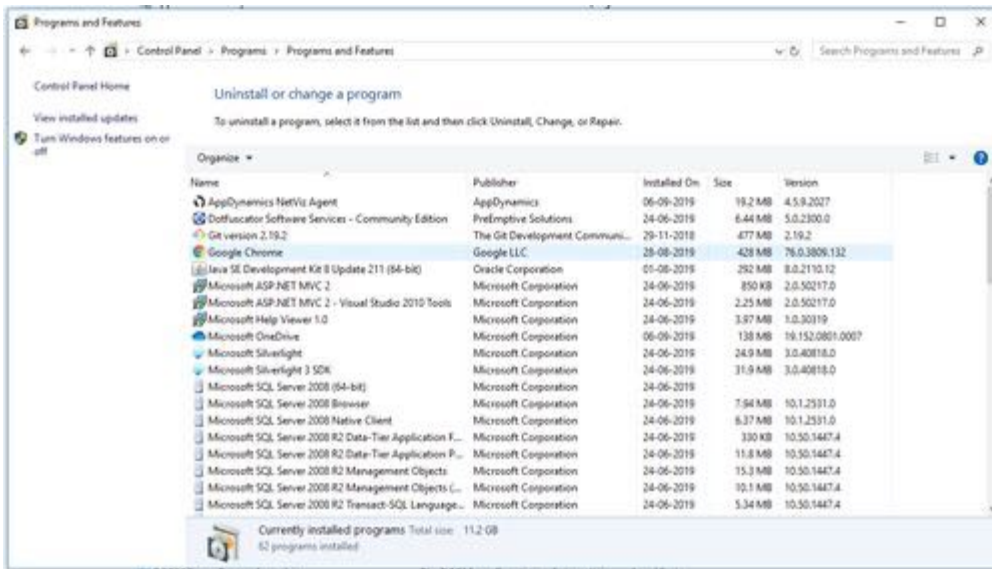 Programs and Features
Control Panel > Programs > Programs and Features
Search Programs and Features
Control Panel Home
View installed updates
Turn Windows features on or off
Uninstall or change a program
To uninstall a program, select it from the list and then click Uninstall, Change, or Repair.
Organize
Name Publisher Installed On Size Version
AppDynamics NetViz Agent AppDynamics 06-09-2019 19.2 MB 4.5.9.2027
Dotfuscator Software Services - Community Edition PreEmptive Solutions 24-06-2019 6.44 MB 5.0.2300.0
Git version 2.19.2 The Git Development Communi... 29-11-2018 477 MB 2.19.2
Google Chrome Google LLC 28-08-2019 428 MB 76.0.3809.132
Java SE Development Kit 8 Update 211 (64-bit) Oracle Corporation 01-08-2019 292 MB 8.0.2110.12
Microsoft ASP.NET MVC 2 Microsoft Corporation 24-06-2019 850 KB 2.0.50217.0
Microsoft ASP.NET MVC 2 - Visual Studio 2010 Tools Microsoft Corporation 24-06-2019 2.25 MB 2.0.50217.0
Microsoft Help Viewer 1.0 Microsoft Corporation 24-06-2019 3.97 MB 1.0.30319
Microsoft OneDrive Microsoft Corporation 06-09-2019 138 MB 19.152.0801.0007
Microsoft Silverlight Microsoft Corporation 24-06-2019 24.9 MB 3.0.40818.0
Microsoft Silverlight 3 SDK Microsoft Corporation 24-06-2019 31.9 MB 3.0.40818.0
Microsoft SQL Server 2008 (64-bit) Microsoft Corporation 24-06-2019
Microsoft SQL Server 2008 Browser Microsoft Corporation 24-06-2019 7.94 MB 10.1.2531.0
Microsoft SQL Server 2008 Native Client Microsoft Corporation 24-06-2019 6.37 MB 10.1.2531.0
Microsoft SQL Server 2008 R2 Data-Tier Application F... Microsoft Corporation 24-06-2019 330 KB 10.50.1447.4
Microsoft SQL Server 2008 R2 Data-Tier Application P... Microsoft Corporation 24-06-2019 11.8 MB 10.50.1447.4
Microsoft SQL Server 2008 R2 Management Objects Microsoft Corporation 24-06-2019 15.3 MB 10.50.1447.4
Microsoft SQL Server 2008 R2 Management Objects (... Microsoft Corporation 24-06-2019 10.1 MB 10.50.1447.4
Microsoft SQL Server 2008 R2 Transact-SQL Language... Microsoft Corporation 24-06-2019 5.34 MB 10.50.1447.4
Currently installed programs Total size: 11.2 GB
62 programs installed